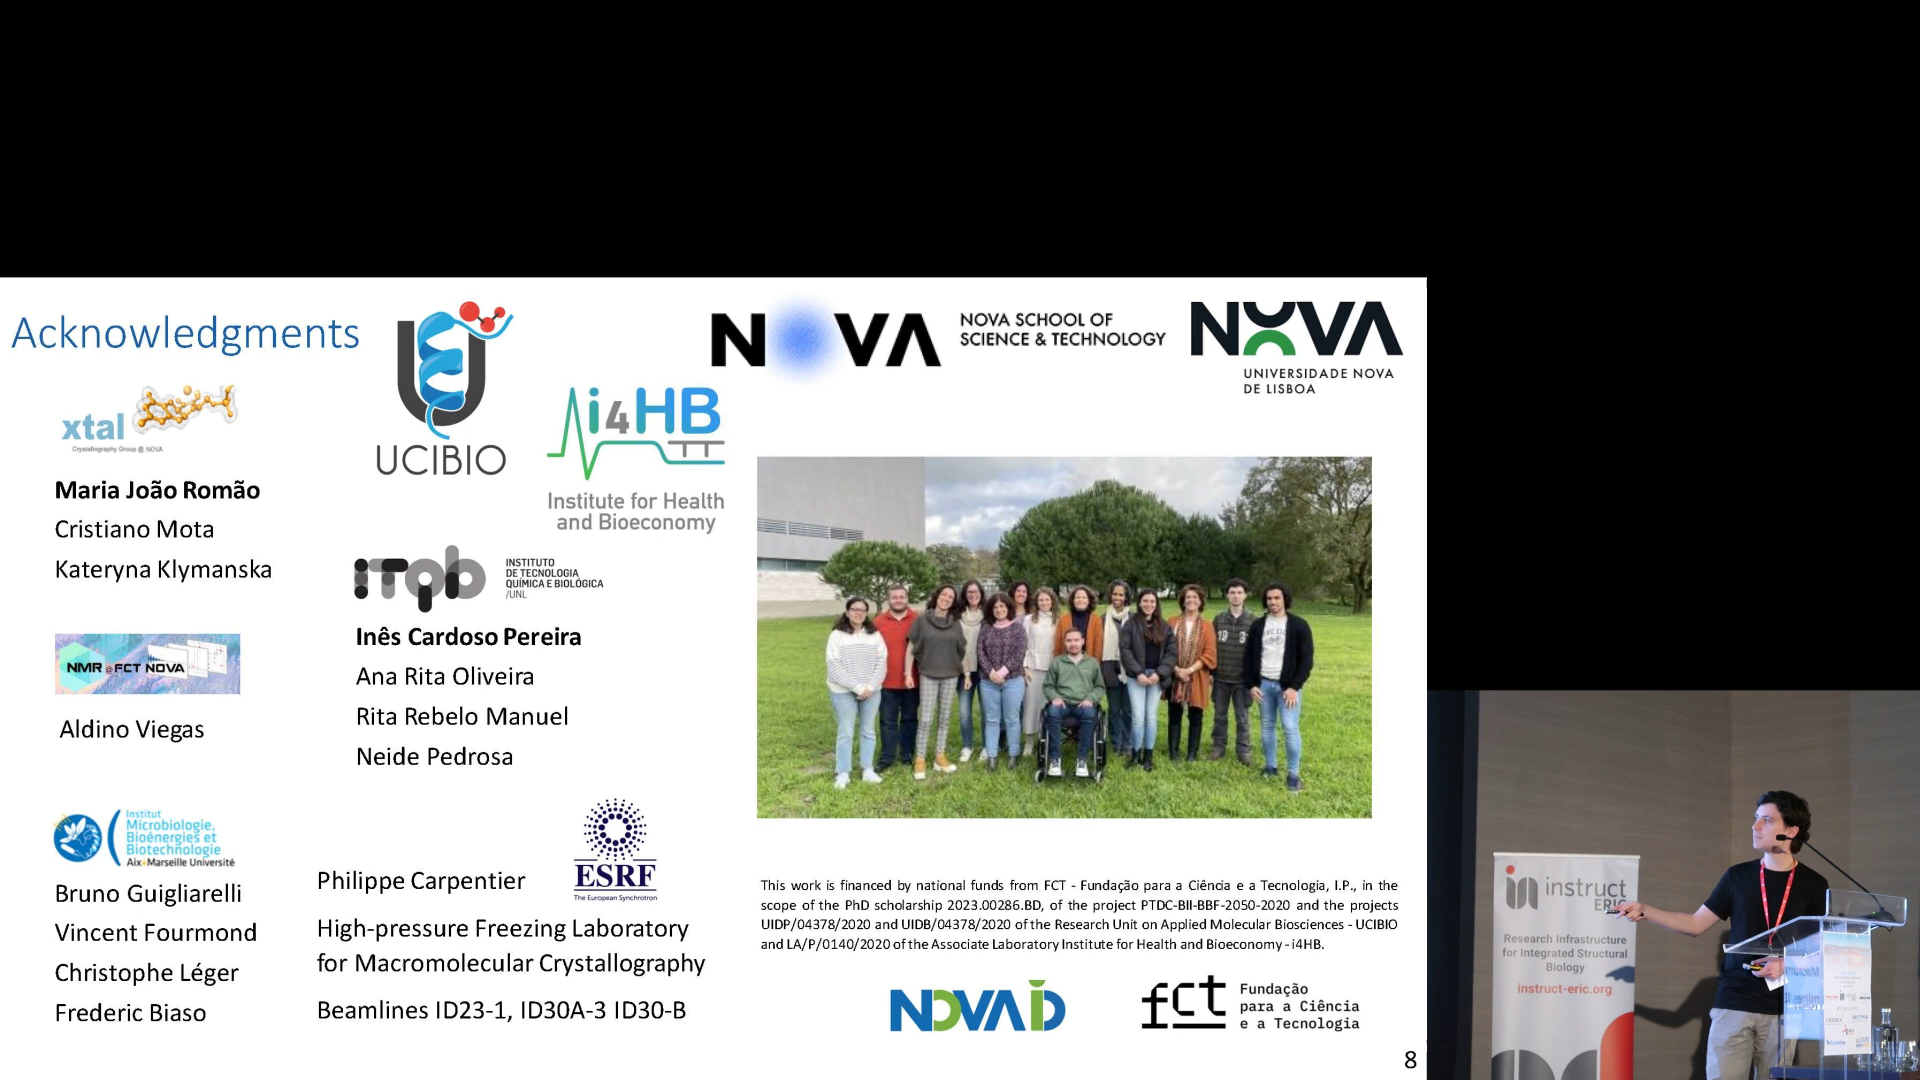 Acknowledgments
xtal
Crystallography Group @ NOVA
Maria João Romão
Cristiano Mota
Kateryna Klymanska
NMR@FCT NOVA
Aldino Viegas
Institut
Microbiologie,
Bioénergies et
Biotechnologie
Aix*Marseille Université
Bruno Guigliarelli
Vincent Fourmond
Christophe Léger
Frederic Biaso
UCIBIO
i4HB
Institute for Health
and Bioeconomy
iTqb
INSTITUTO
DE TECNOLOGIA
QUÍMICA E BIOLÓGICA
/UNL
Inês Cardoso Pereira
Ana Rita Oliveira
Rita Rebelo Manuel
Neide Pedrosa
ESRF
The European Synchrotron
Philippe Carpentier
High-pressure Freezing Laboratory
for Macromolecular Crystallography
Beamlines ID23-1, ID30A-3 ID30-B
NOVA
NOVA SCHOOL OF
SCIENCE & TECHNOLOGY
NOVA
UNIVERSIDADE NOVA
DE LISBOA
This work is financed by national funds from FCT - Fundação para a Ciência e a Tecnologia, I.P., in the
scope of the PhD scholarship 2023.00286.BD, of the project PTDC-BII-BBF-2050-2020 and the projects
UIDP/04378/2020 and UIDB/04378/2020 of the Research Unit on Applied Molecular Biosciences - UCIBIO
and LA/P/0140/2020 of the Associate Laboratory Institute for Health and Bioeconomy - i4HB.
NOVA iD
fct
Fundação
para a Ciência
e a Tecnologia
8
instruct
ERIC
Research Infrastructure
for Integrated Structural
Biology
instruct-eric.org